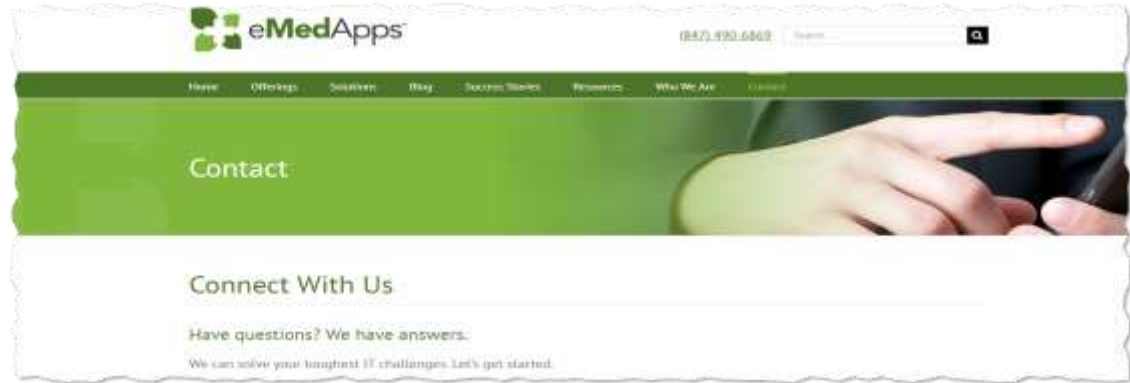 eMedApps
(847) 490-6869
Search
Home Offerings Solutions Blog Success Stories Resources Who We Are Contact
Contact
Connect With Us
Have questions? We have answers.
We can solve your toughest IT challenges. Let's get started.